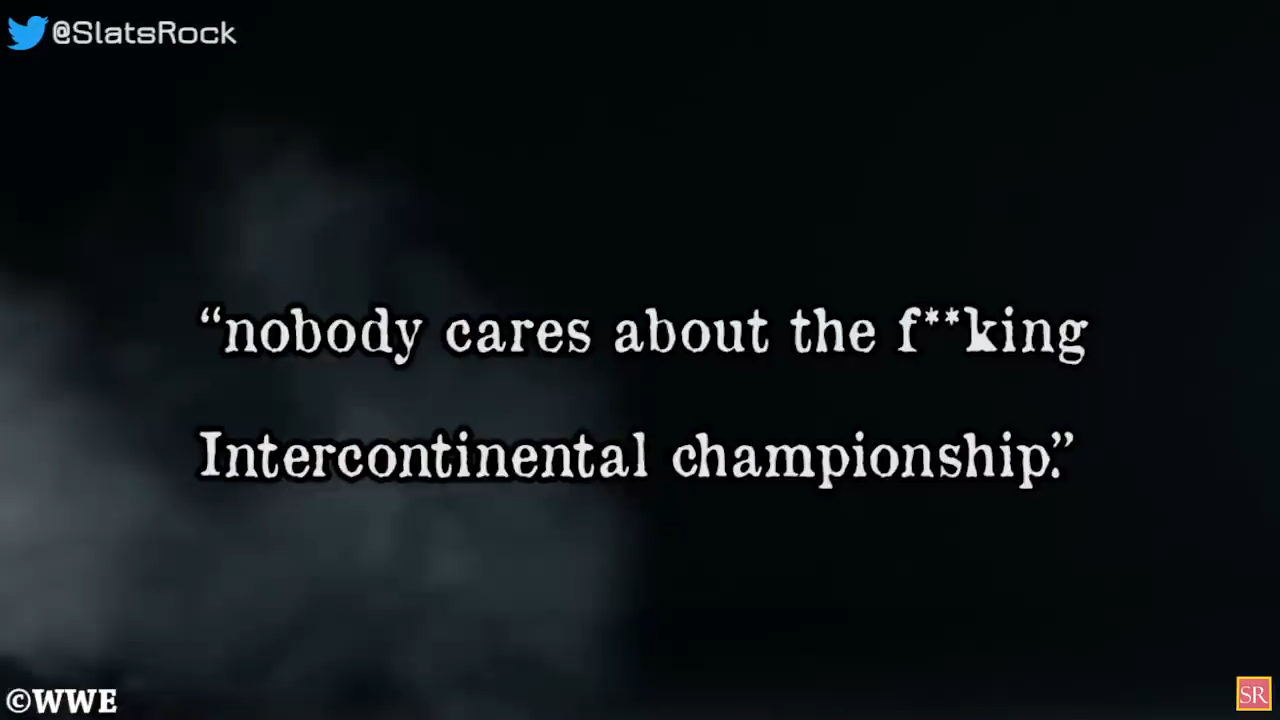 @SlatsRock
“nobody cares about the f**king
Intercontinental championship.”
©WWE
SR